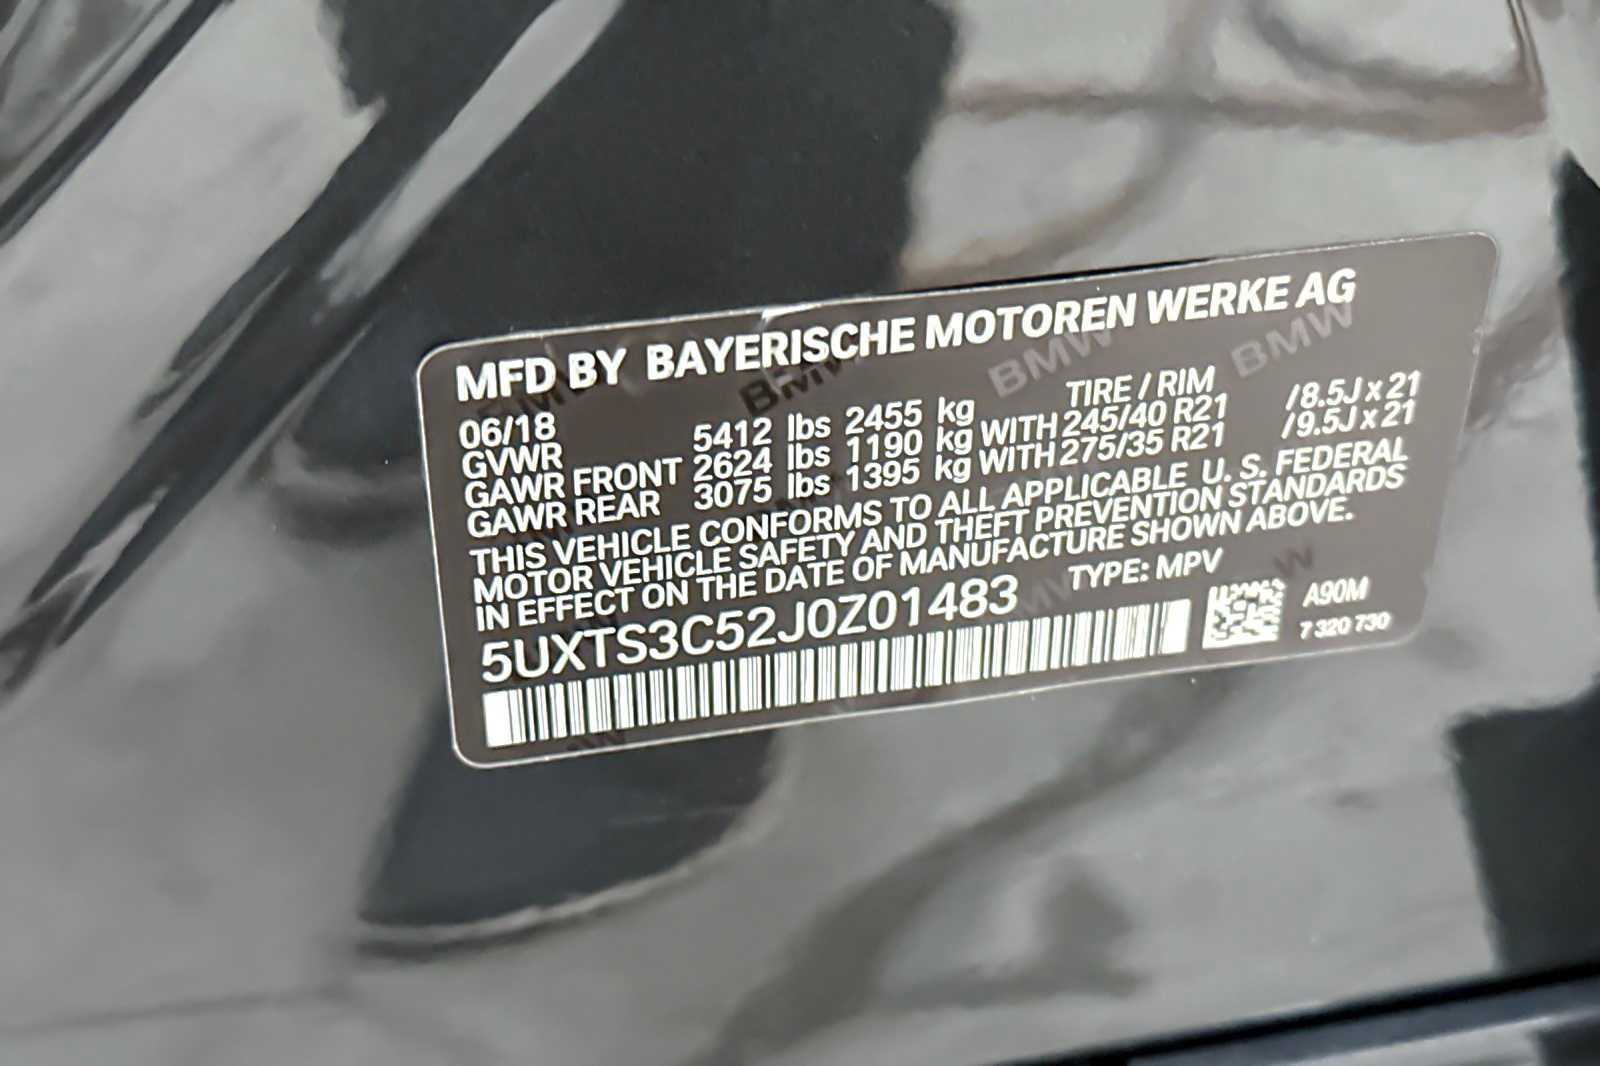 MFD BY BAYERISCHE MOTOREN WERKE AG
06/18 TIRE / RIM
GVWR 5412 lbs 2455 kg
GAWR FRONT 2624 lbs 1190 kg WITH 245/40 R21 /8.5J x 21
GAWR REAR 3075 lbs 1395 kg WITH 275/35 R21 /9.5J x 21
THIS VEHICLE CONFORMS TO ALL APPLICABLE U. S. FEDERAL
MOTOR VEHICLE SAFETY AND THEFT PREVENTION STANDARDS
IN EFFECT ON THE DATE OF MANUFACTURE SHOWN ABOVE.
5UXTS3C52J0Z01483 TYPE: MPV
A90M
7 320 730
BMW
BMW
BMW